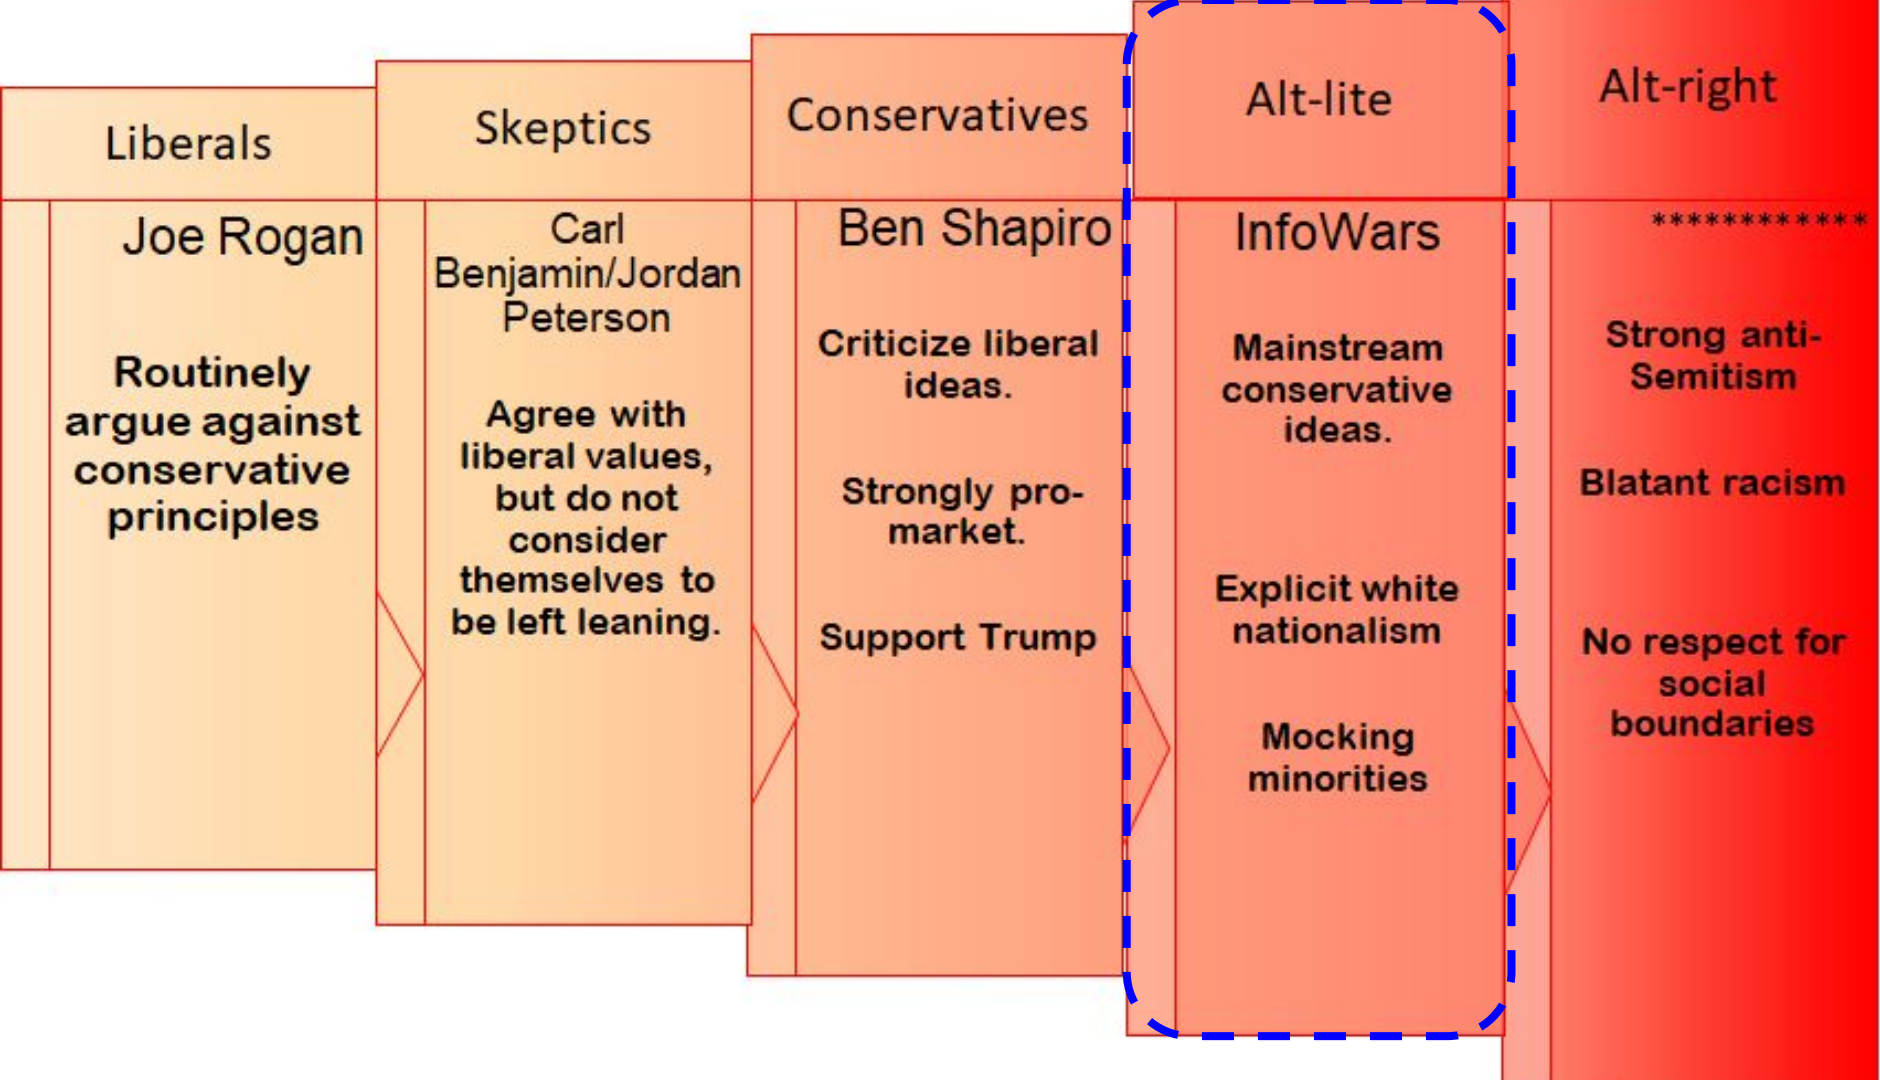 Liberals
Joe Rogan
Routinely
argue against
conservative
principles
Skeptics
Carl
Benjamin/Jordan
Peterson
Agree with
liberal values,
but do not
consider
themselves to
be left leaning.
Conservatives
Ben Shapiro
Criticize liberal
ideas.
Strongly pro-
market.
Support Trump
Alt-lite
InfoWars
Mainstream
conservative
ideas.
Explicit white
nationalism
Mocking
minorities
Alt-right
************
Strong anti-
Semitism
Blatant racism
No respect for
social
boundaries